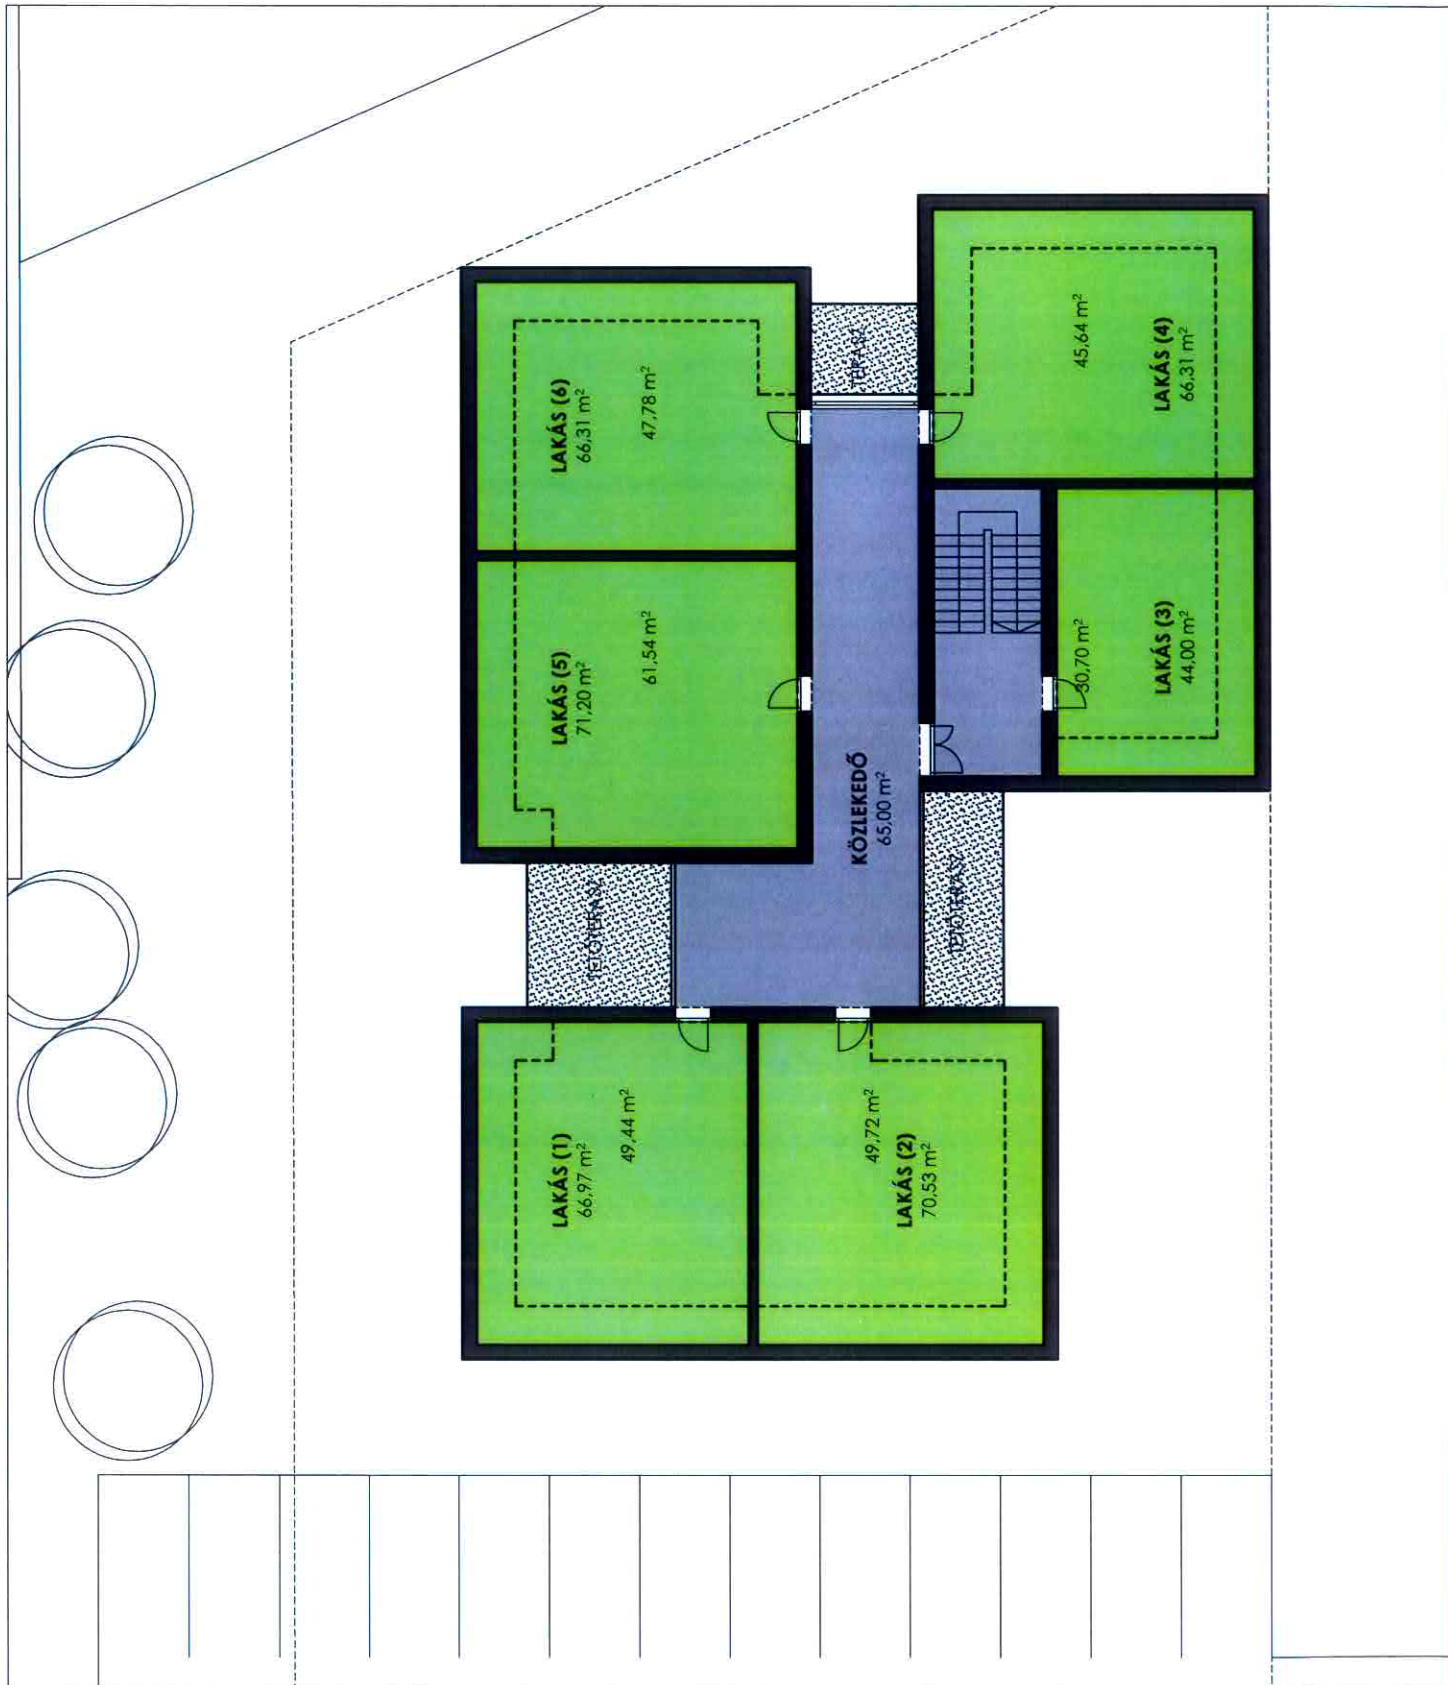 LAKÁS (1)
66,97 m²
49,44 m²
LAKÁS (2)
70,53 m²
49,72 m²
LAKÁS (3)
44,00 m²
30,70 m²
LAKÁS (4)
66,31 m²
45,64 m²
LAKÁS (5)
71,20 m²
61,54 m²
LAKÁS (6)
66,31 m²
47,78 m²
KÖZLEKEDŐ
65,00 m²
TETŐTERASZ
TETŐTERASZ
TERASZ